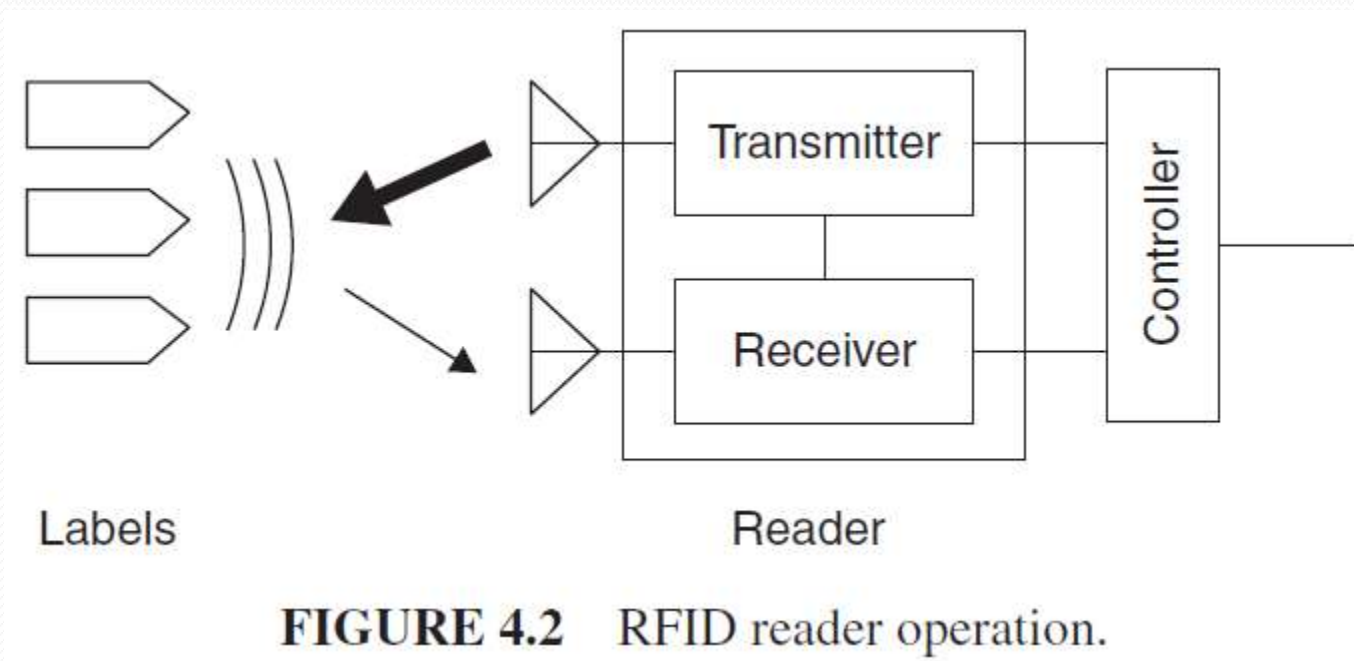 Transmitter
Controller
Receiver
Labels
Reader
FIGURE 4.2 RFID reader operation.